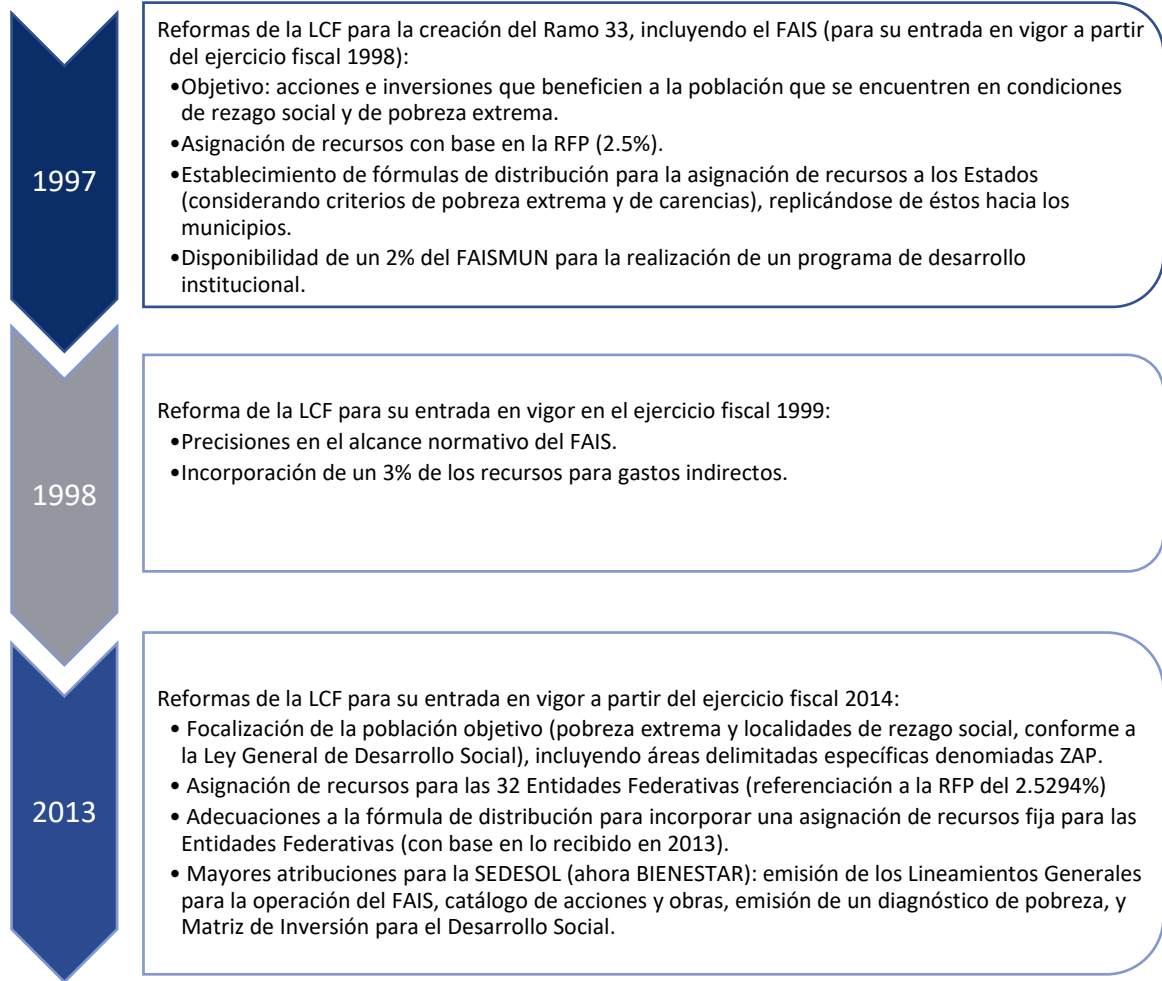 1997
Reformas de la LCF para la creación del Ramo 33, incluyendo el FAIS (para su entrada en vigor a partir
del ejercicio fiscal 1998):
•Objetivo: acciones e inversiones que beneficien a la población que se encuentren en condiciones
de rezago social y de pobreza extrema.
•Asignación de recursos con base en la RFP (2.5%).
•Establecimiento de fórmulas de distribución para la asignación de recursos a los Estados
(considerando criterios de pobreza extrema y de carencias), replicándose de éstos hacia los
municipios.
•Disponibilidad de un 2% del FAISMUN para la realización de un programa de desarrollo
institucional.
1998
Reforma de la LCF para su entrada en vigor en el ejercicio fiscal 1999:
•Precisiones en el alcance normativo del FAIS.
•Incorporación de un 3% de los recursos para gastos indirectos.
2013
Reformas de la LCF para su entrada en vigor a partir del ejercicio fiscal 2014:
• Focalización de la población objetivo (pobreza extrema y localidades de rezago social, conforme a
la Ley General de Desarrollo Social), incluyendo áreas delimitadas específicas denomiadas ZAP.
• Asignación de recursos para las 32 Entidades Federativas (referenciación a la RFP del 2.5294%)
• Adecuaciones a la fórmula de distribución para incorporar una asignación de recursos fija para las
Entidades Federativas (con base en lo recibido en 2013).
• Mayores atribuciones para la SEDESOL (ahora BIENESTAR): emisión de los Lineamientos Generales
para la operación del FAIS, catálogo de acciones y obras, emisión de un diagnóstico de pobreza, y
Matriz de Inversión para el Desarrollo Social.